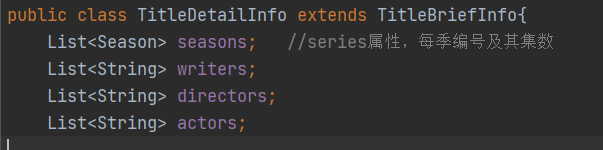 public class TitleDetailInfo extends TitleBriefInfo{
    List<Season> seasons;   //series属性，每季编号及其集数
    List<String> writers;
    List<String> directors;
    List<String> actors;